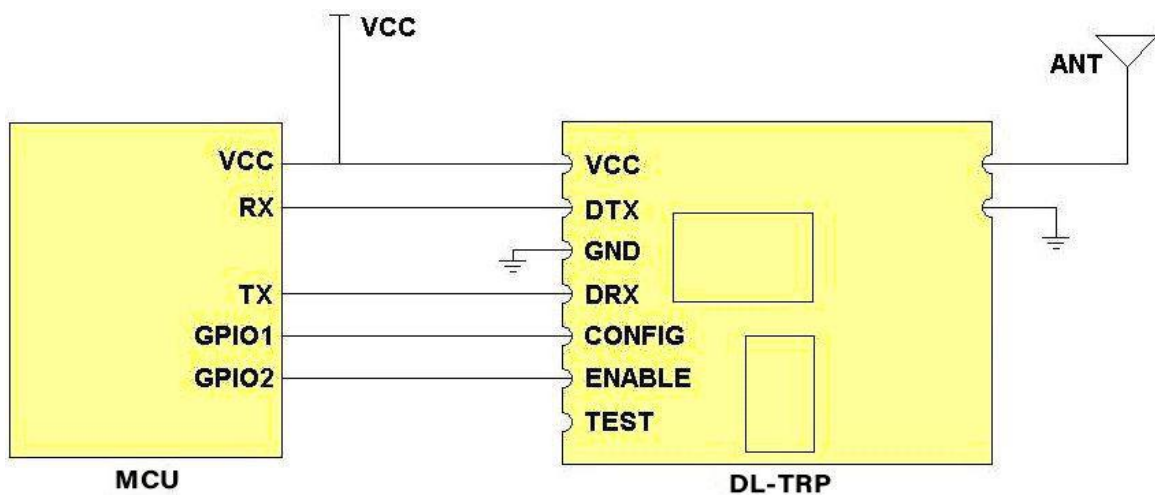 VCC
ANT
VCC
RX
TX
GPIO1
GPIO2
MCU
VCC
DTX
GND
DRX
CONFIG
ENABLE
TEST
DL-TRP